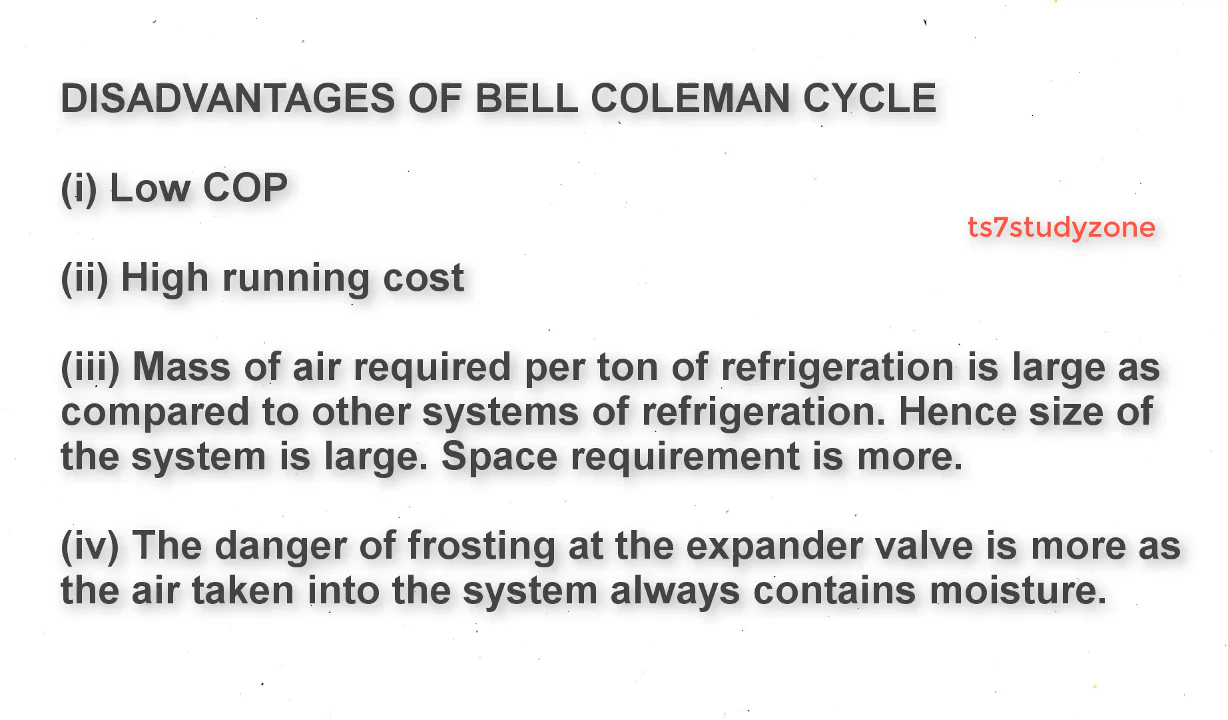 DISADVANTAGES OF BELL COLEMAN CYCLE
(i) Low COP
ts7studyzone
(ii) High running cost
(iii) Mass of air required per ton of refrigeration is large as
compared to other systems of refrigeration. Hence size of
the system is large. Space requirement is more.
(iv) The danger of frosting at the expander valve is more as
the air taken into the system always contains moisture.